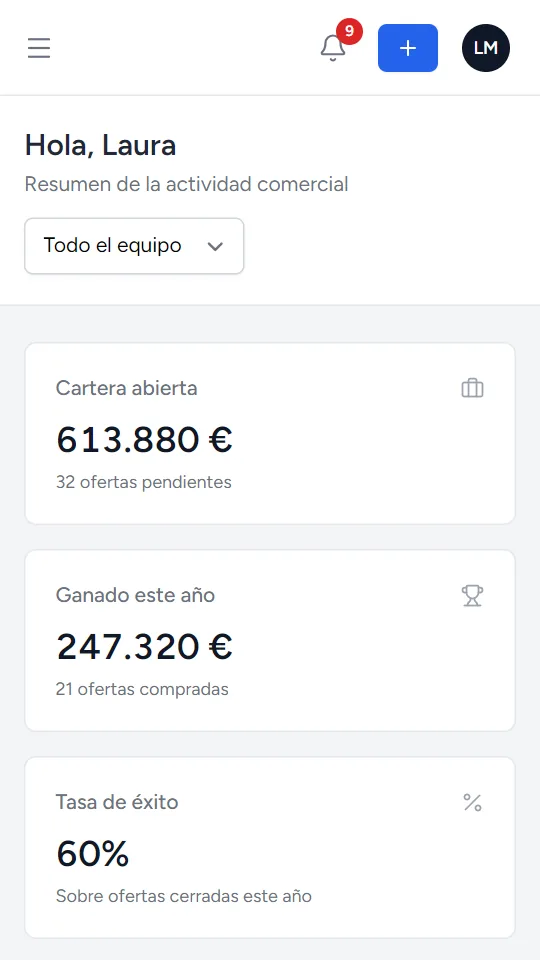 9
LM
Hola, Laura
Resumen de la actividad comercial
Todo el equipo
Cartera abierta
613.880 €
32 ofertas pendientes
Ganado este año
247.320 €
21 ofertas compradas
Tasa de éxito
60%
Sobre ofertas cerradas este año